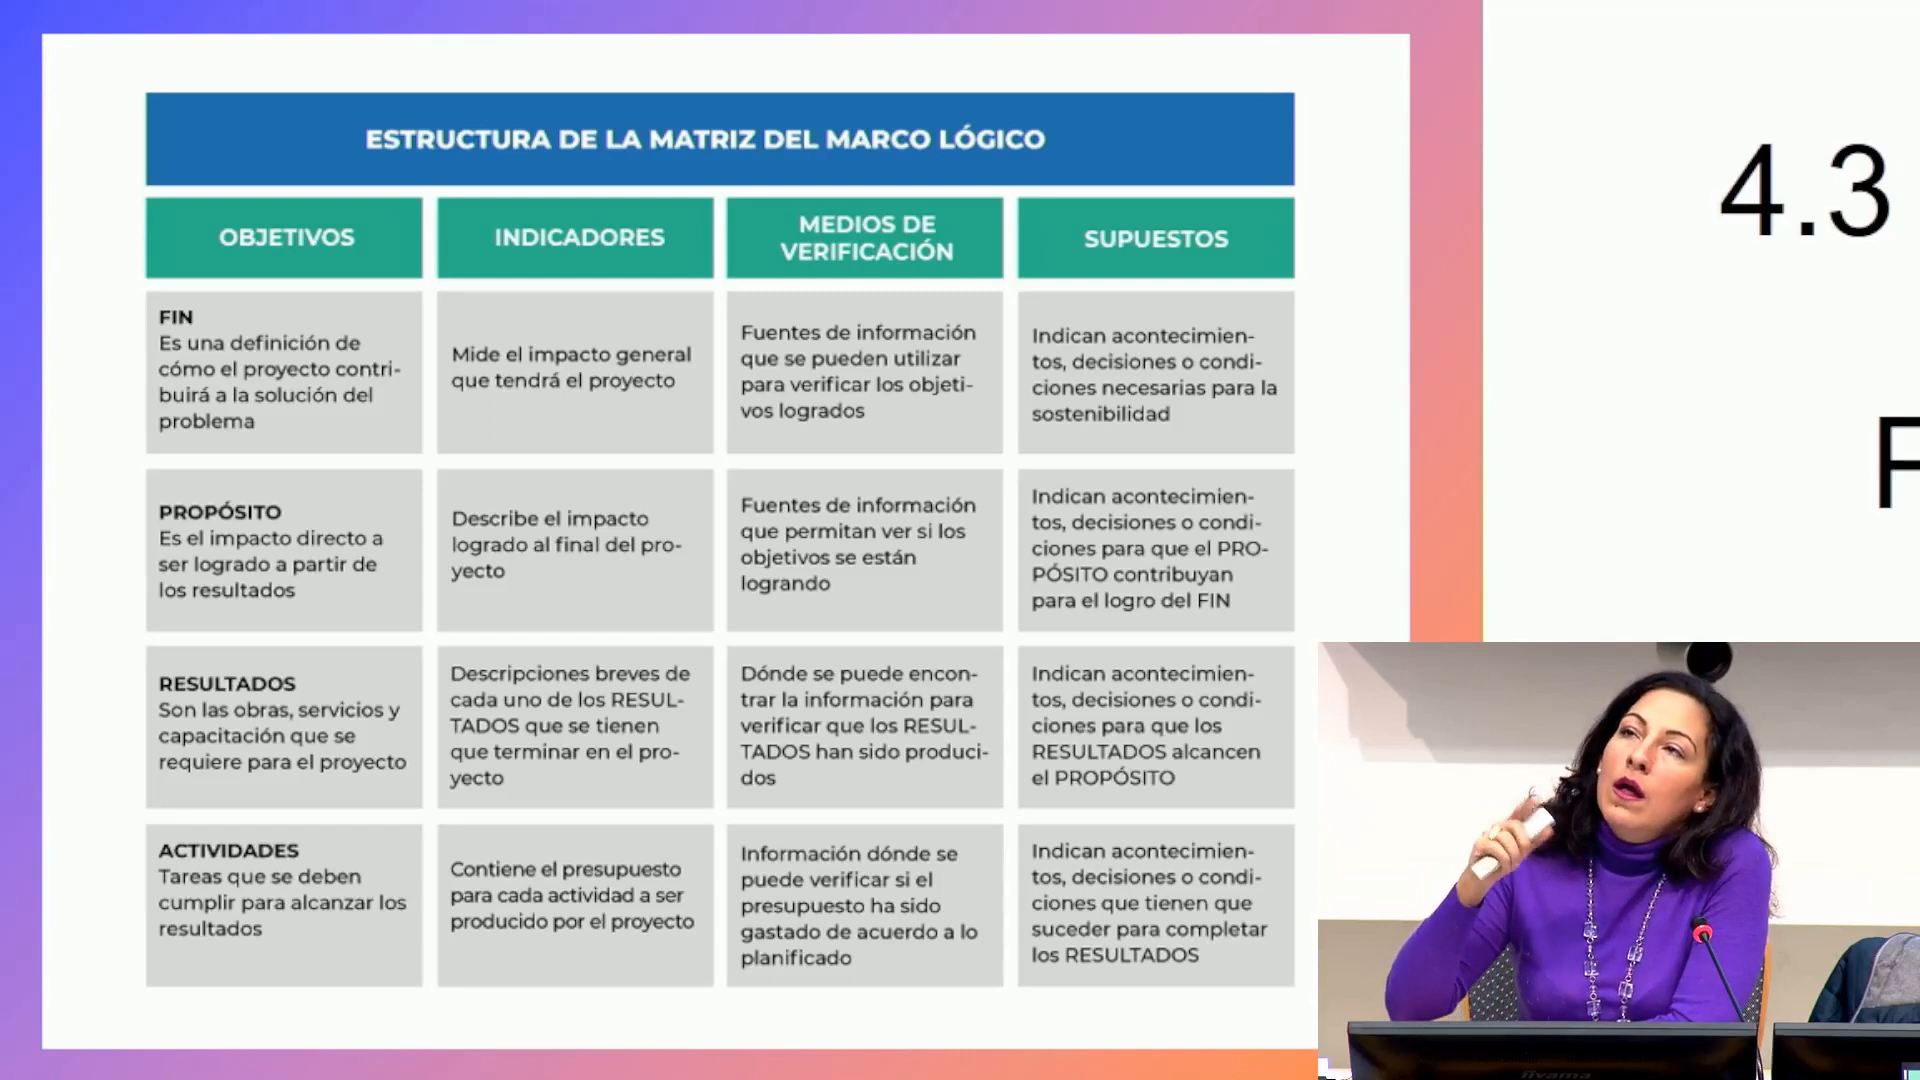 ESTRUCTURA DE LA MATRIZ DEL MARCO LÓGICO
OBJETIVOS
INDICADORES
MEDIOS DE
VERIFICACIÓN
SUPUESTOS
FIN
Es una definición de
cómo el proyecto contri-
buirá a la solución del
problema
Mide el impacto general
que tendrá el proyecto
Fuentes de información
que se pueden utilizar
para verificar los objeti-
vos logrados
Indican acontecimien-
tos, decisiones o condi-
ciones necesarias para la
sostenibilidad
PROPÓSITO
Es el impacto directo a
ser logrado a partir de
los resultados
Describe el impacto
logrado al final del pro-
yecto
Fuentes de información
que permitan ver si los
objetivos se están
logrando
Indican acontecimien-
tos, decisiones o condi-
ciones para que el PRO-
PÓSITO contribuyan
para el logro del FIN
RESULTADOS
Son las obras, servicios y
capacitación que se
requiere para el proyecto
Descripciones breves de
cada uno de los RESUL-
TADOS que se tienen
que terminar en el pro-
yecto
Dónde se puede encon-
trar la información para
verificar que los RESUL-
TADOS han sido produci-
dos
Indican acontecimien-
tos, decisiones o condi-
ciones para que los
RESULTADOS alcancen
el PROPÓSITO
ACTIVIDADES
Tareas que se deben
cumplir para alcanzar los
resultados
Contiene el presupuesto
para cada actividad a ser
producido por el proyecto
Información dónde se
puede verificar si el
presupuesto ha sido
gastado de acuerdo a lo
planificado
Indican acontecimien-
tos, decisiones o condi-
ciones que tienen que
suceder para completar
los RESULTADOS
4.3
iiyama